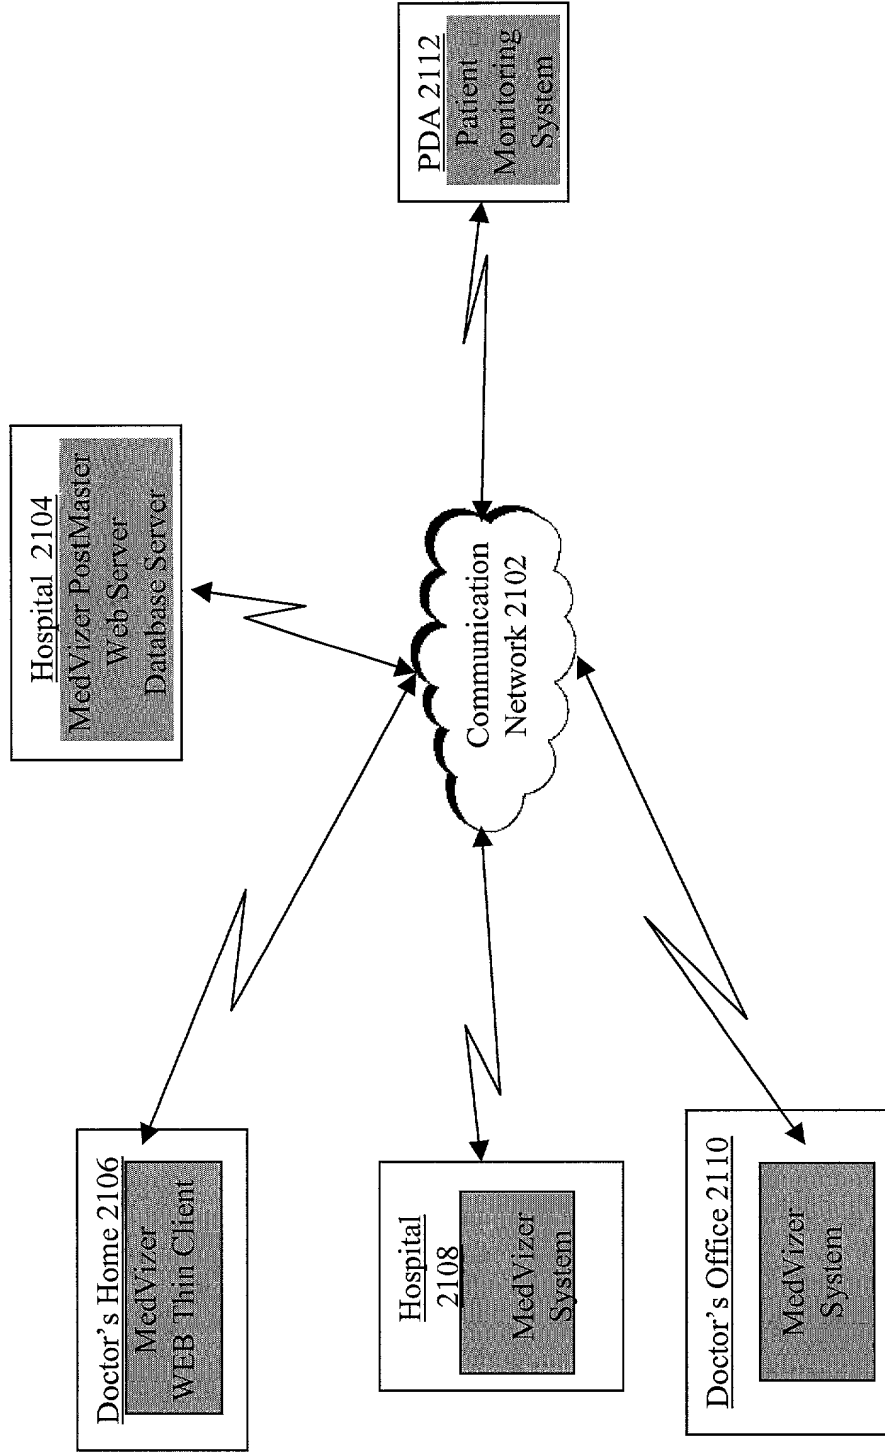 Doctor's Home 2106
MedVizer
WEB Thin Client
Hospital
2108
MedVizer
System
Doctor's Office 2110
MedVizer
System
Hospital 2104
MedVizer PostMaster
Web Server
Database Server
Communication
Network 2102
PDA 2112
Patient
Monitoring
System